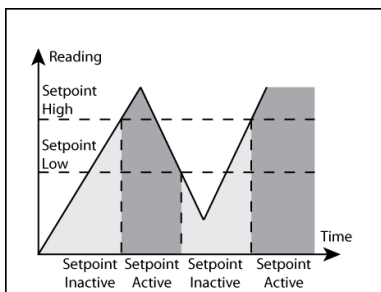 Reading
Setpoint
High
Setpoint
Low
Time
Setpoint Setpoint Setpoint Setpoint
Inactive Active Inactive Active